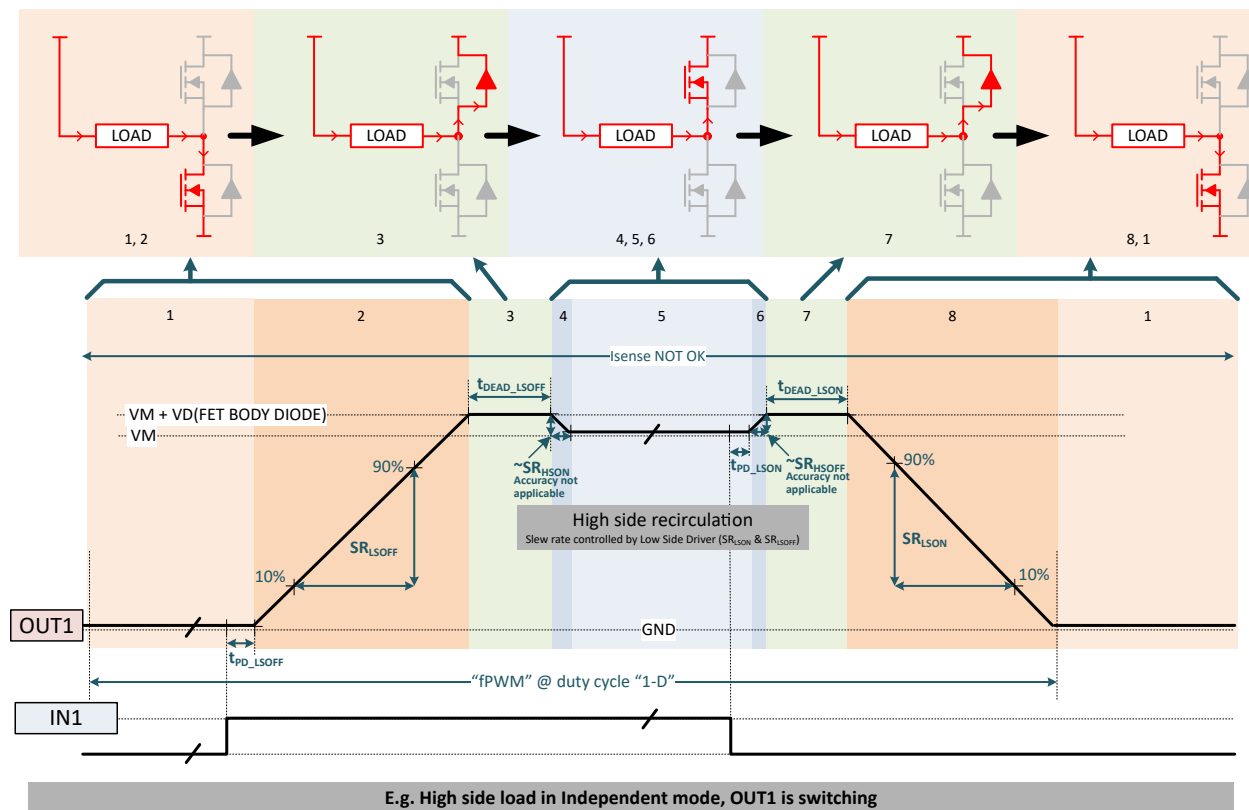 LOAD
LOAD
LOAD
LOAD
LOAD
1, 2
3
4, 5, 6
7
8, 1
1
2
3
4
5
6
7
8
1
Isense NOT OK
tDEAD_LSOFF
tDEAD_LSON
VM + VD(FET BODY DIODE)
VM
~SRHSON
Accuracy not
applicable
tPD_LSON
~SRHSOFF
Accuracy not
applicable
90%
90%
High side recirculation
Slew rate controlled by Low Side Driver (SRLSON & SRLSOFF)
SRLSOFF
SRLSON
10%
10%
OUT1
GND
tPD_LSOFF
“fPWM” @ duty cycle “1-D”
IN1
E.g. High side load in Independent mode, OUT1 is switching